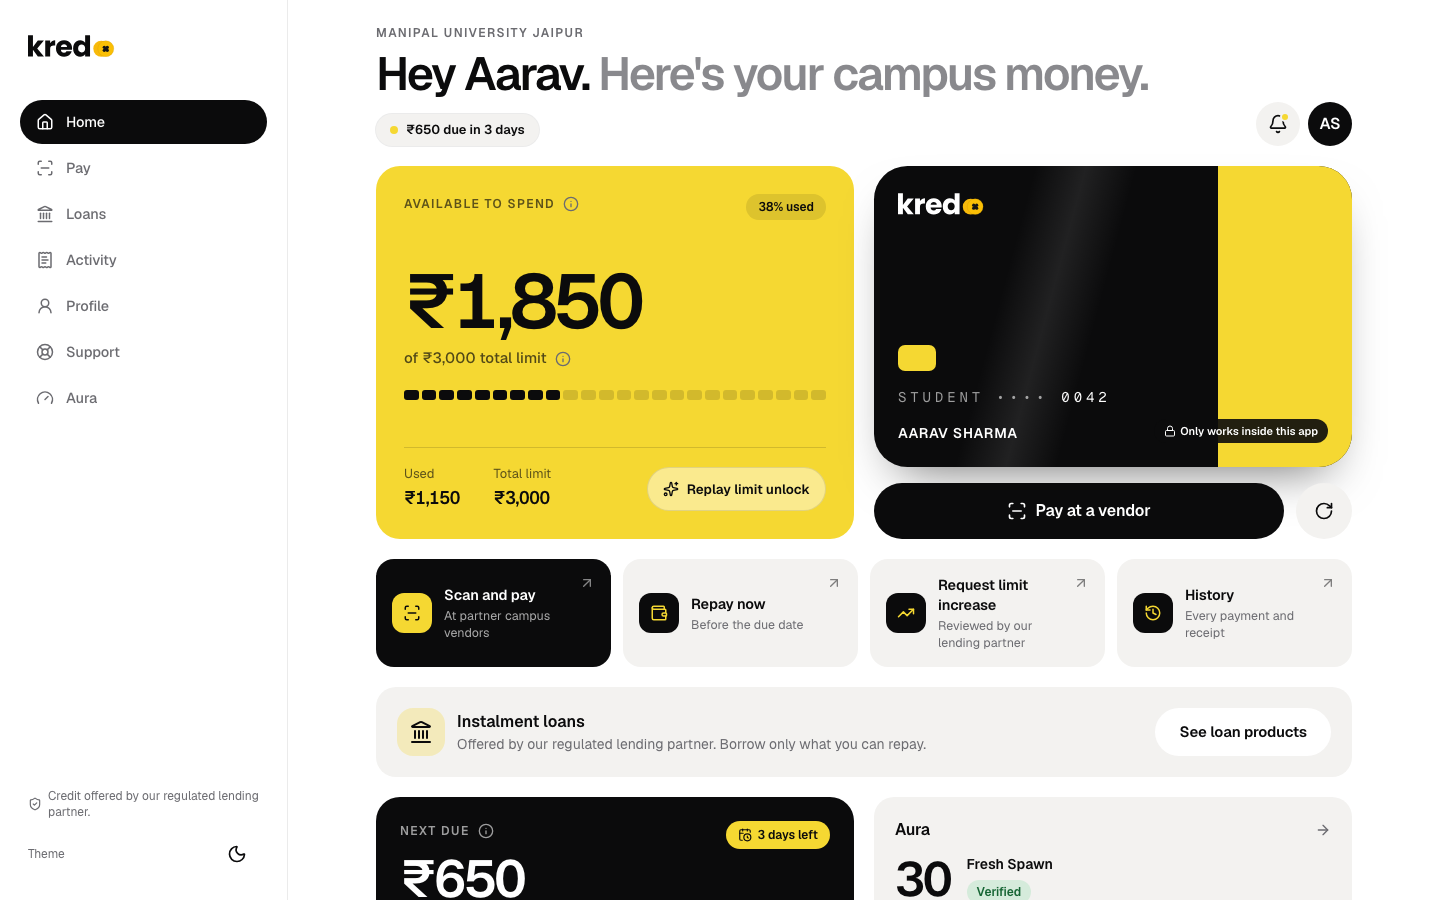 kred
Home
Pay
Loans
Activity
Profile
Support
Aura
Credit offered by our regulated lending
partner.
Theme
MANIPAL UNIVERSITY JAIPUR
Hey Aarav. Here's your campus money.
₹650 due in 3 days
AS
AVAILABLE TO SPEND
38% used
₹1,850
of ₹3,000 total limit
Used
₹1,150
Total limit
₹3,000
Replay limit unlock
kred
STUDENT •••• 0042
AARAV SHARMA
Only works inside this app
Pay at a vendor
Scan and pay
At partner campus
vendors
Repay now
Before the due date
Request limit
increase
Reviewed by our
lending partner
History
Every payment and
receipt
Instalment loans
Offered by our regulated lending partner. Borrow only what you can repay.
See loan products
NEXT DUE
3 days left
₹650
Aura
30
Fresh Spawn
Verified